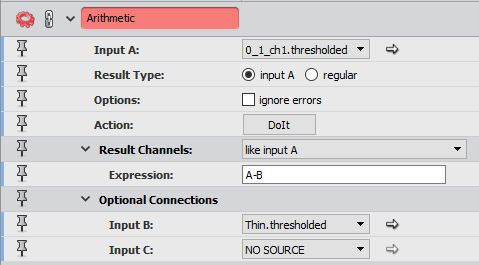 Arithmetic
Input A: 0_1_ch1.thresholded
Result Type: input A regular
Options: ignore errors
Action: DoIt
Result Channels: like input A
Expression: A-B
Optional Connections
Input B: Thin.thresholded
Input C: NO SOURCE